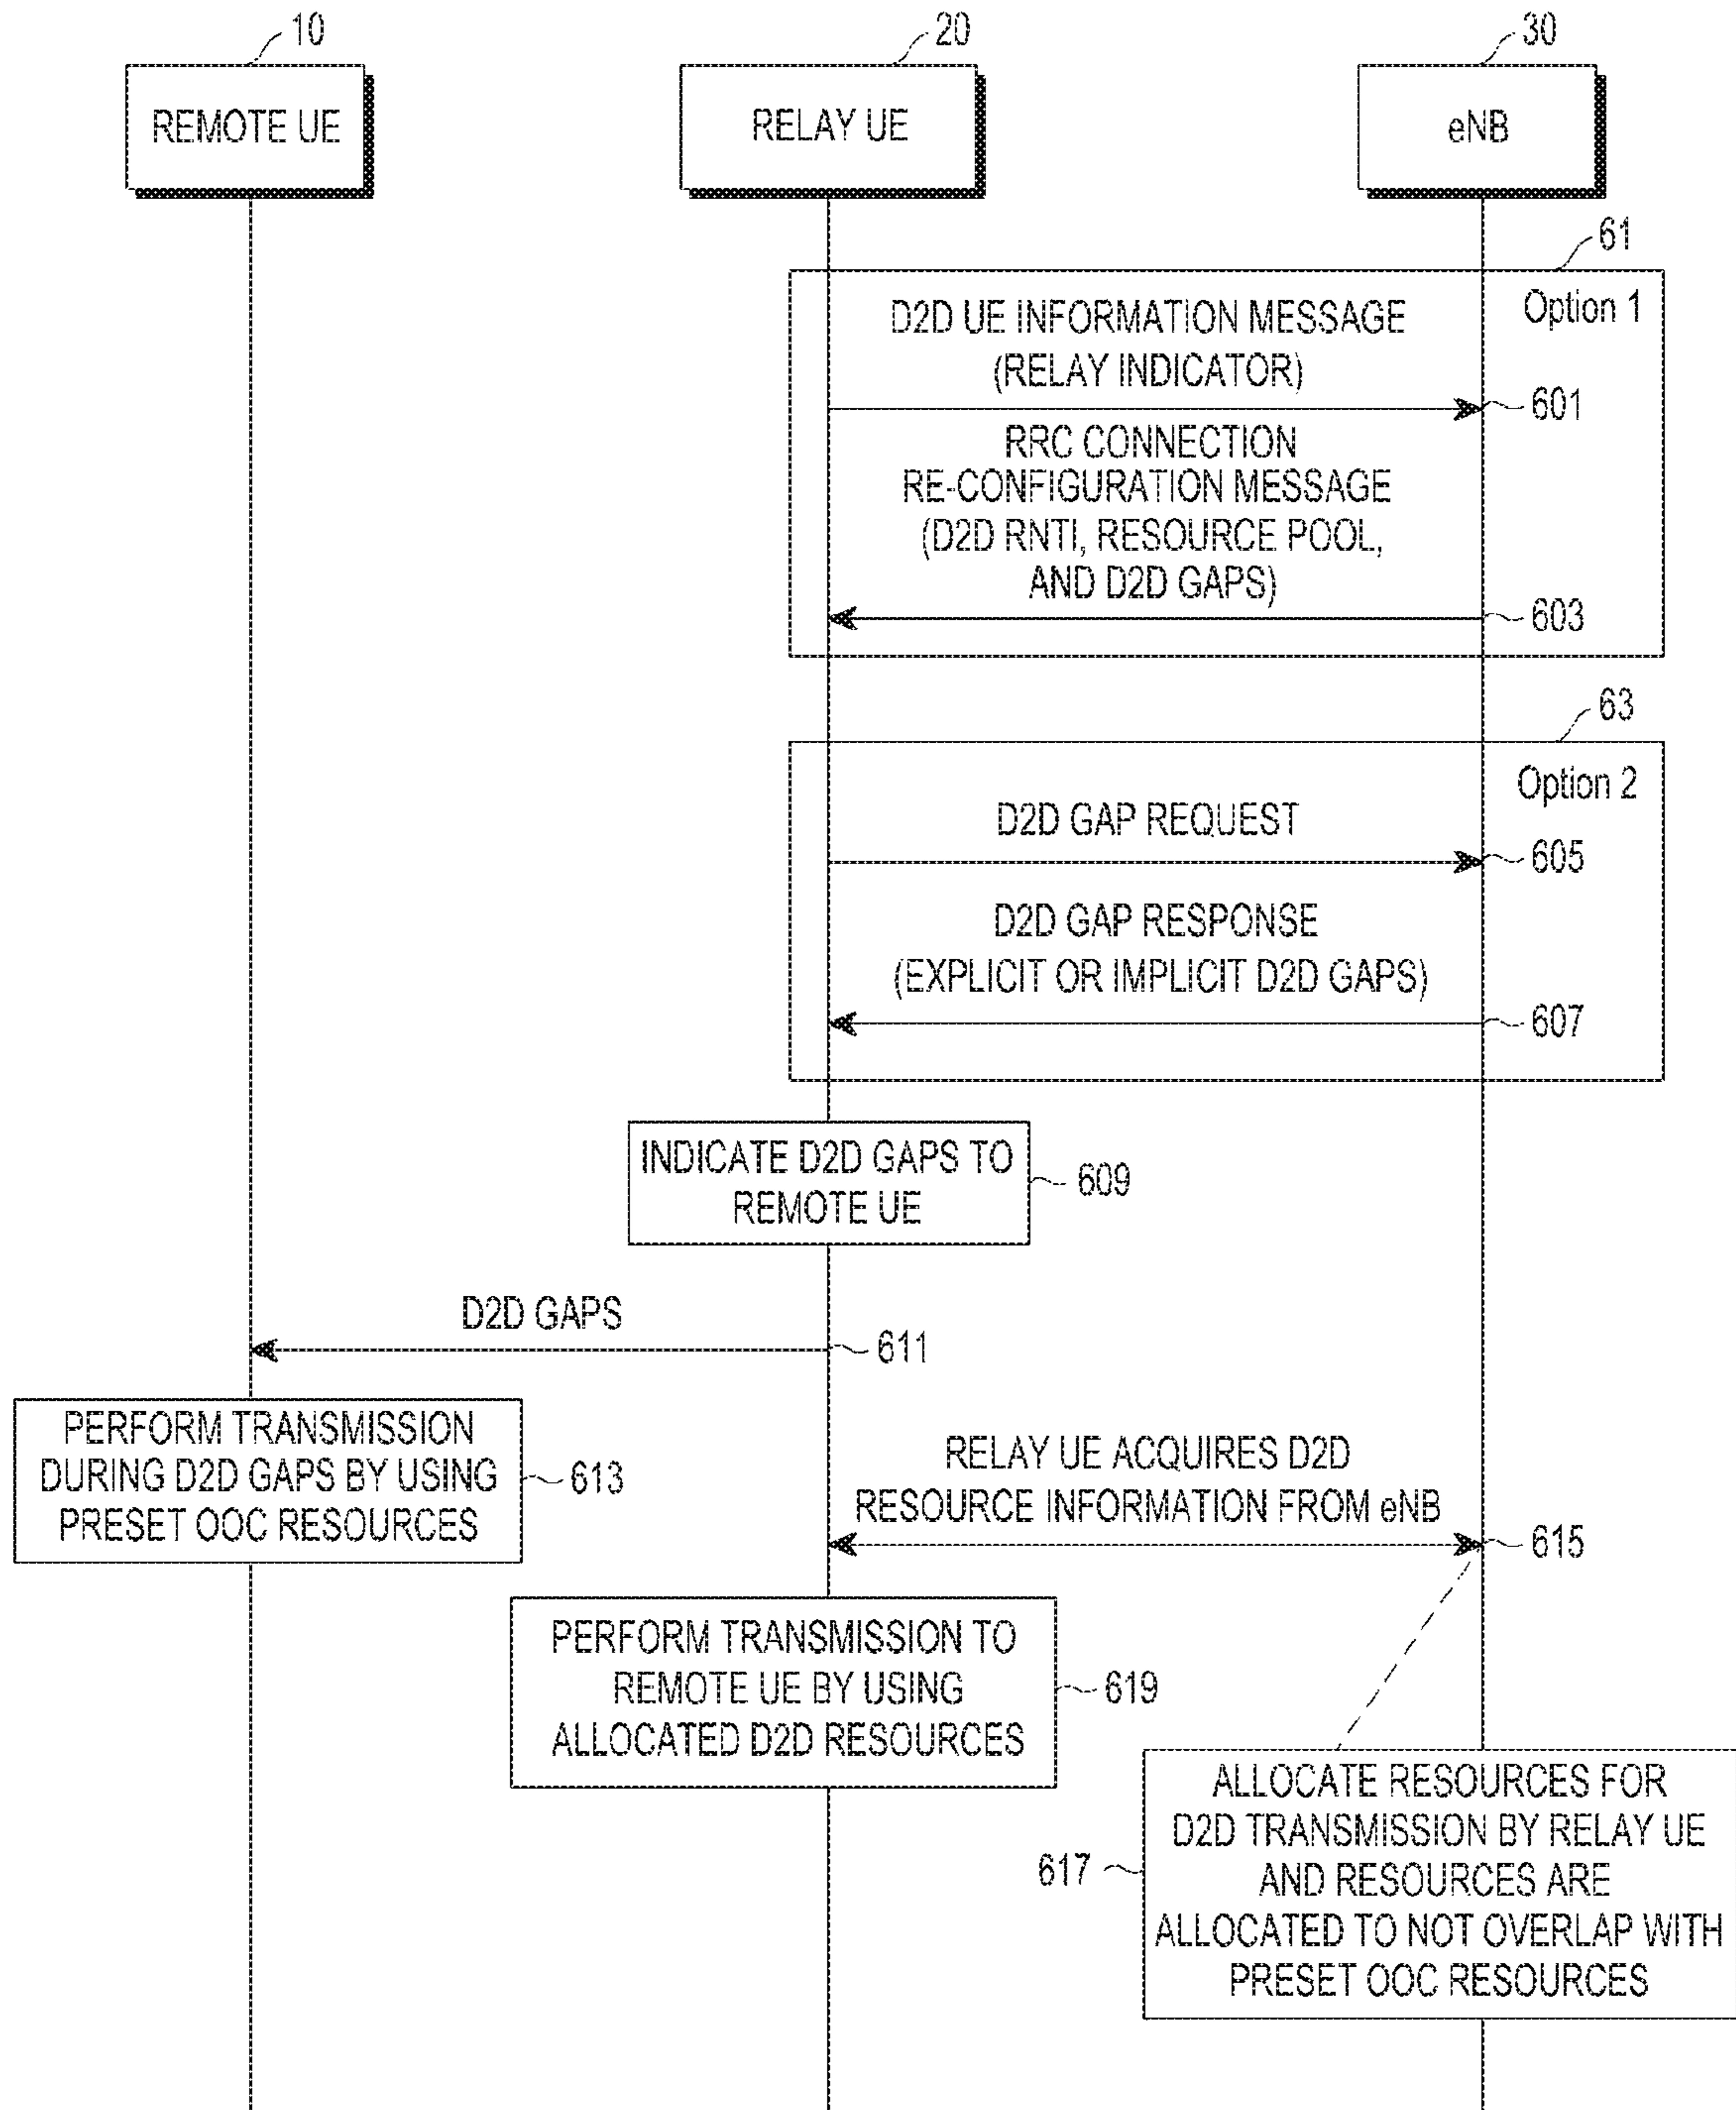 10
20
30
REMOTE UE
RELAY UE
eNB
61
Option 1
D2D UE INFORMATION MESSAGE
(RELAY INDICATOR)
601
RRC CONNECTION
RE-CONFIGURATION MESSAGE
(D2D RNTI, RESOURCE POOL,
AND D2D GAPS)
603
63
Option 2
D2D GAP REQUEST
605
D2D GAP RESPONSE
(EXPLICIT OR IMPLICIT D2D GAPS)
607
INDICATE D2D GAPS TO
REMOTE UE
609
D2D GAPS
611
PERFORM TRANSMISSION
DURING D2D GAPS BY USING
PRESET OOC RESOURCES
613
RELAY UE ACQUIRES D2D
RESOURCE INFORMATION FROM eNB
615
PERFORM TRANSMISSION TO
REMOTE UE BY USING
ALLOCATED D2D RESOURCES
619
ALLOCATE RESOURCES FOR
D2D TRANSMISSION BY RELAY UE
AND RESOURCES ARE
ALLOCATED TO NOT OVERLAP WITH
PRESET OOC RESOURCES
617